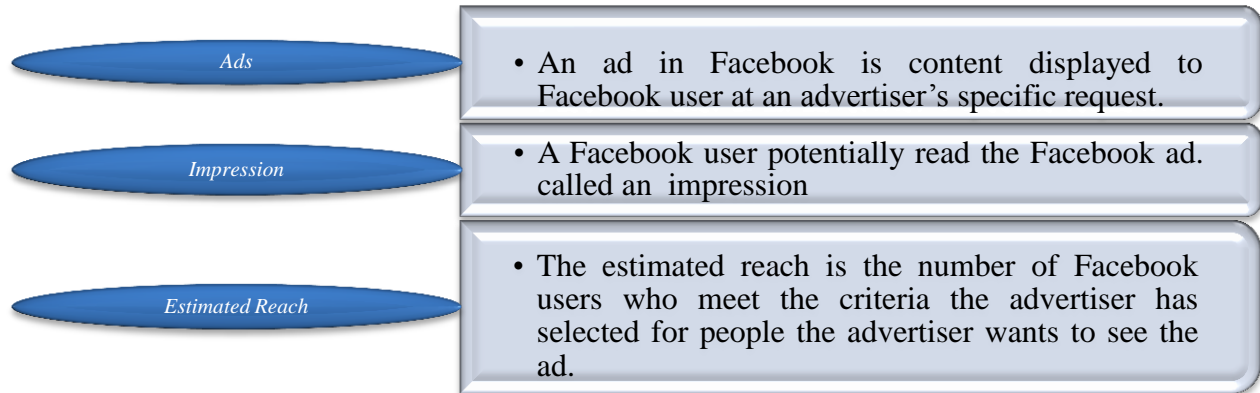 Ads
• An ad in Facebook is content displayed to
Facebook user at an advertiser’s specific request.
Impression
• A Facebook user potentially read the Facebook ad.
called an impression
Estimated Reach
• The estimated reach is the number of Facebook
users who meet the criteria the advertiser has
selected for people the advertiser wants to see the
ad.